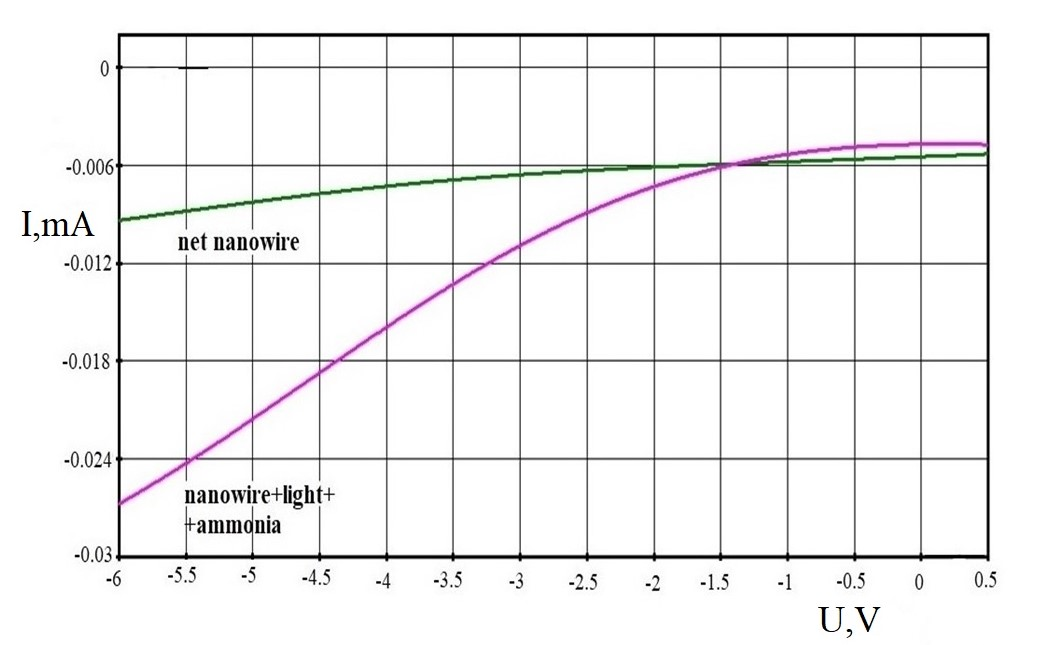 0
-0.006
I,mA
net nanowire
-0.012
-0.018
-0.024
nanowire+light+
+ammonia
-0.03
-6 -5.5 -5 -4.5 -4 -3.5 -3 -2.5 -2 -1.5 -1 -0.5 0 0.5
U,V